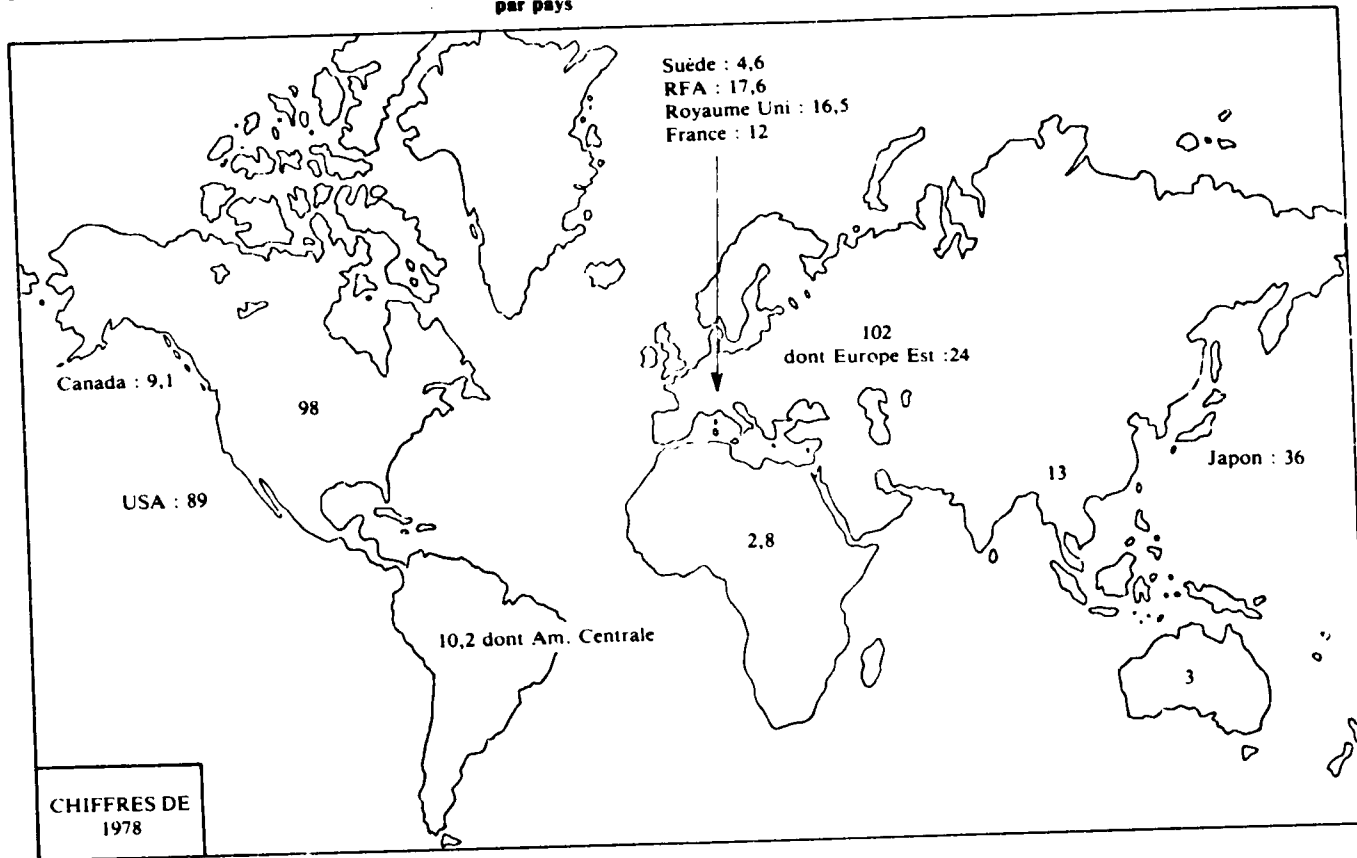 par pays
Suède : 4,6
RFA : 17,6
Royaume Uni : 16,5
France : 12
102
dont Europe Est :24
Canada : 9,1
98
Japon : 36
13
USA : 89
2,8
10,2 dont Am. Centrale
3
CHIFFRES DE
1978